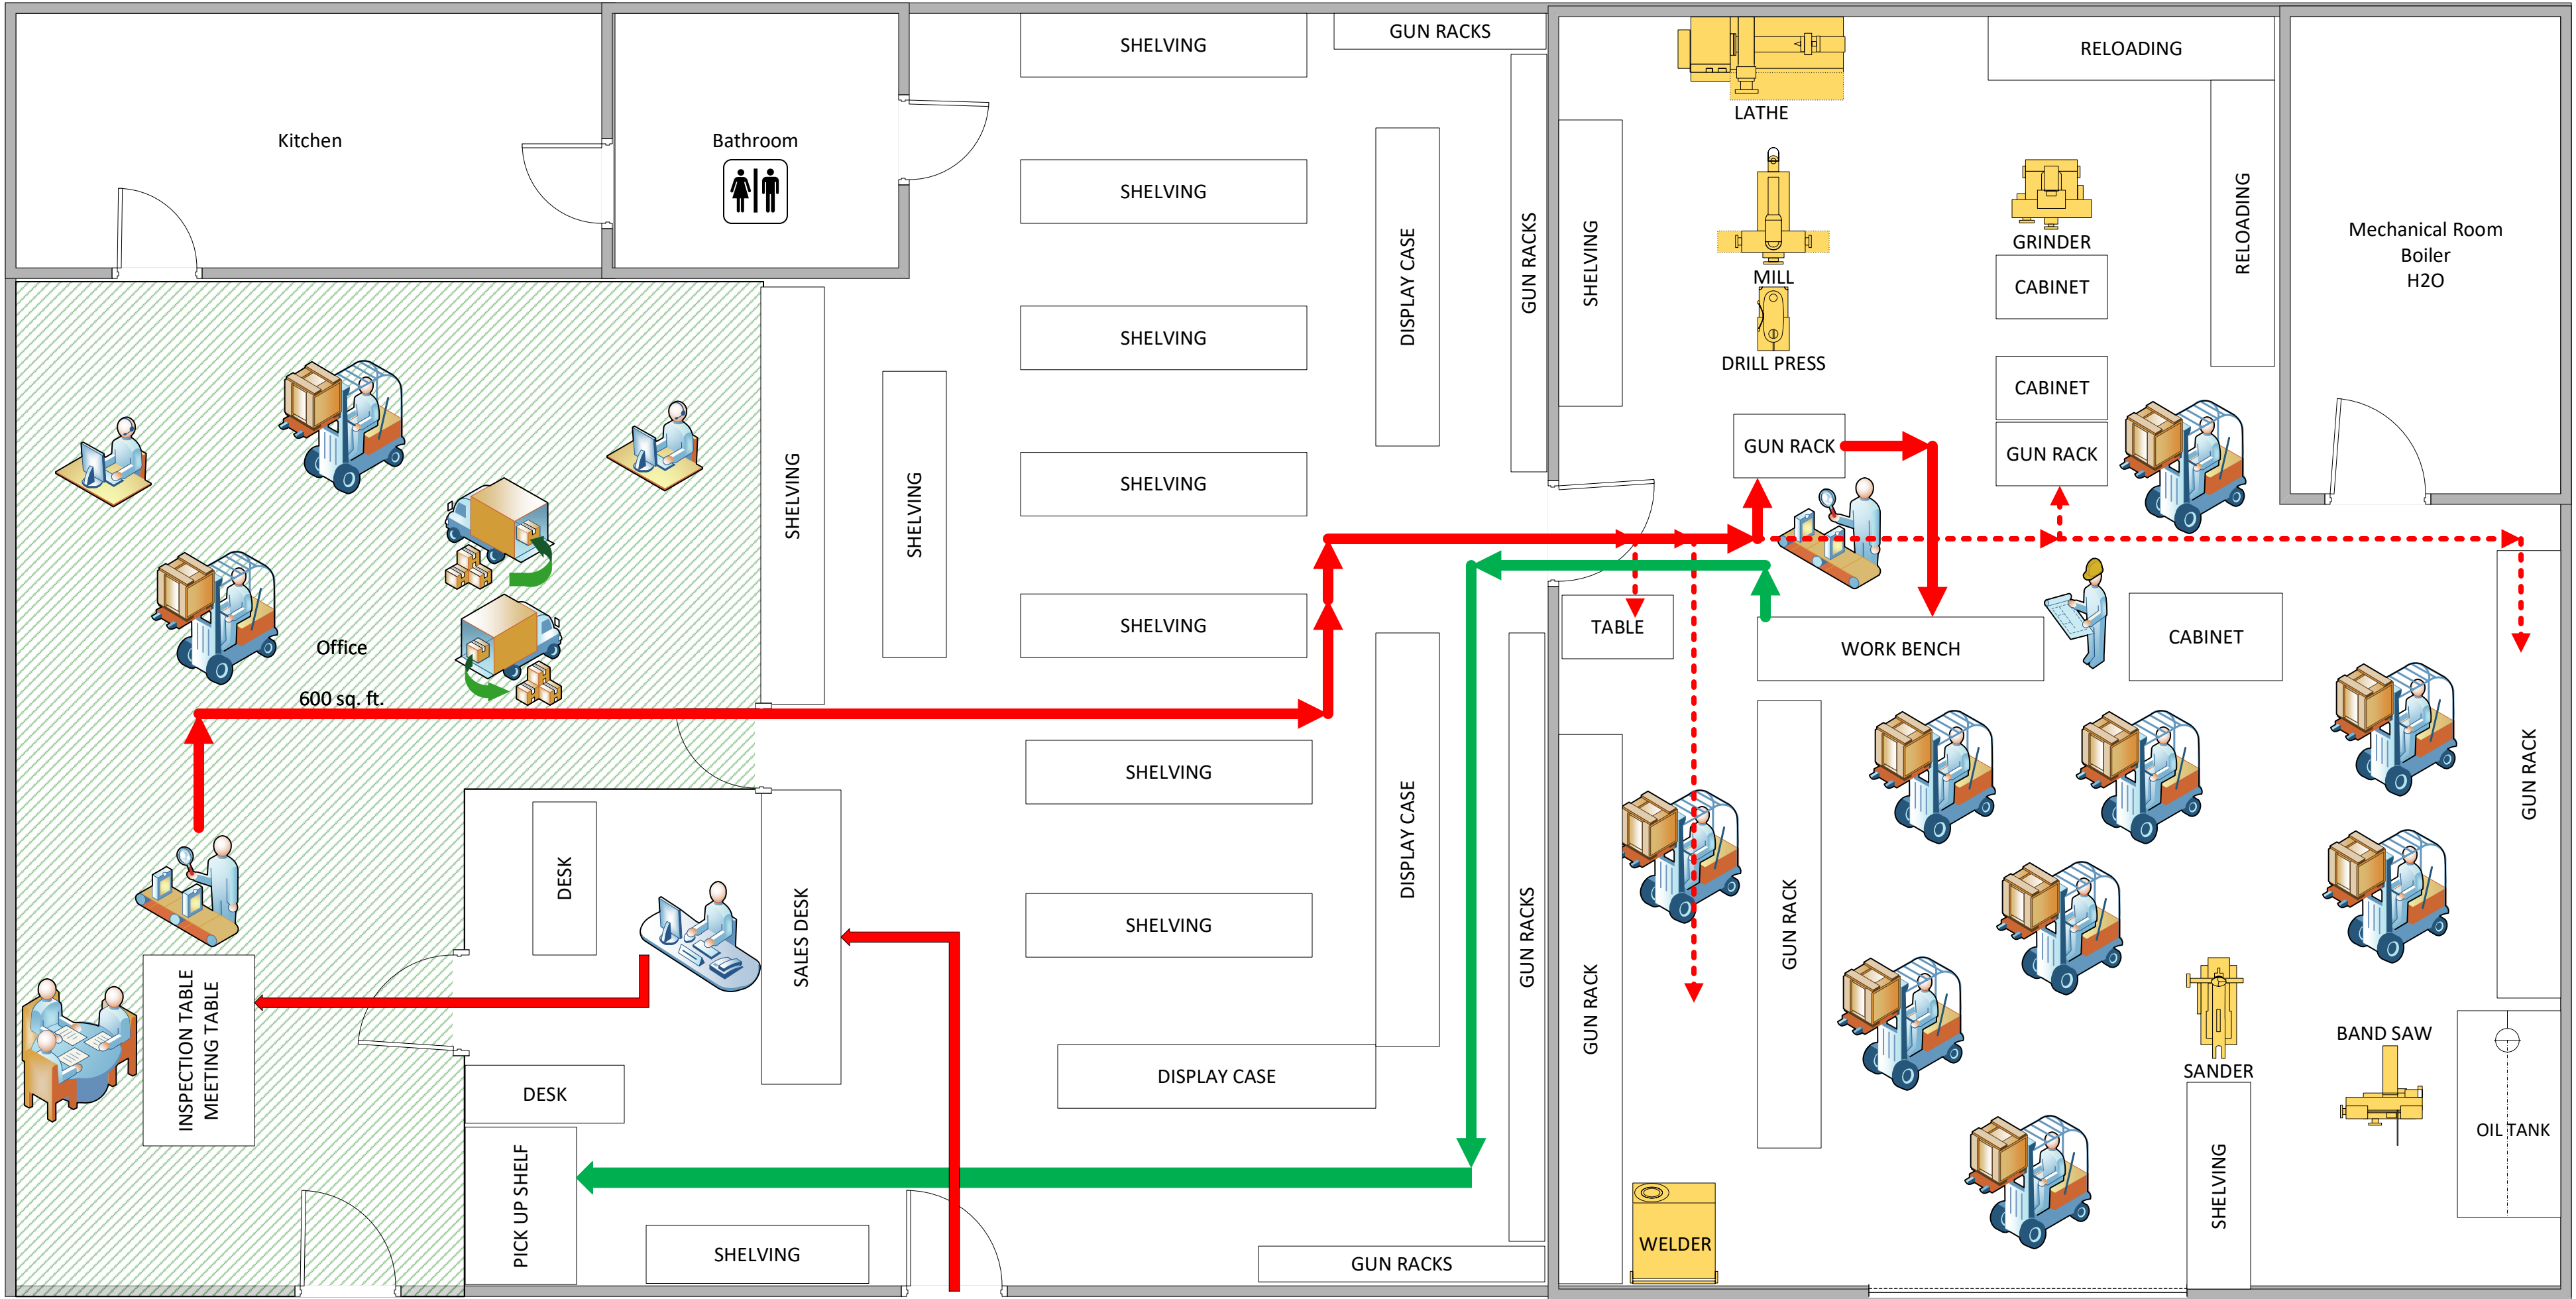 Kitchen
Bathroom
SHELVING
GUN RACKS
SHELVING
SHELVING
SHELVING
SHELVING
SHELVING
SHELVING
SHELVING
SHELVING
DISPLAY CASE
GUN RACKS
Office
600 sq. ft.
INSPECTION TABLE
MEETING TABLE
DESK
DESK
SALES DESK
PICK UP SHELF
SHELVING
DISPLAY CASE
DISPLAY CASE
GUN RACKS
GUN RACKS
LATHE
RELOADING
RELOADING
SHELVING
MILL
DRILL PRESS
GRINDER
CABINET
CABINET
GUN RACK
GUN RACK
Mechanical Room
Boiler
H2O
TABLE
WORK BENCH
CABINET
GUN RACK
GUN RACK
GUN RACK
SANDER
BAND SAW
OIL TANK
SHELVING
WELDER